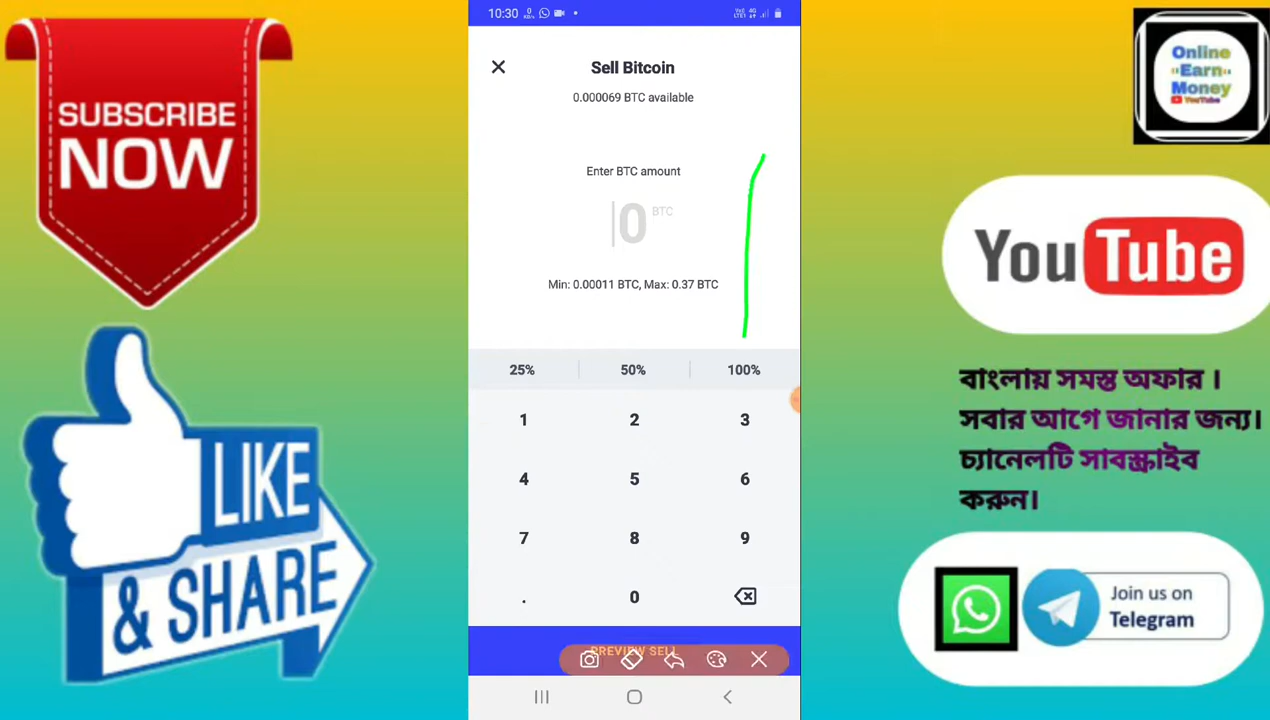 SUBSCRIBE
NOW
LIKE
& SHARE
10:30
Sell Bitcoin
0.000069 BTC available
Enter BTC amount
0 BTC
Min: 0.00011 BTC, Max: 0.37 BTC
25% 50% 100%
1 2 3
4 5 6
7 8 9
. 0
PREVIEW SELL
Online
Earn
Money
YouTube
YouTube
বাংলায় সমস্ত অফার ।
সবার আগে জানার জন্য।
চ্যানেলটি সাবস্ক্রাইব
করুন।
Join us on
Telegram